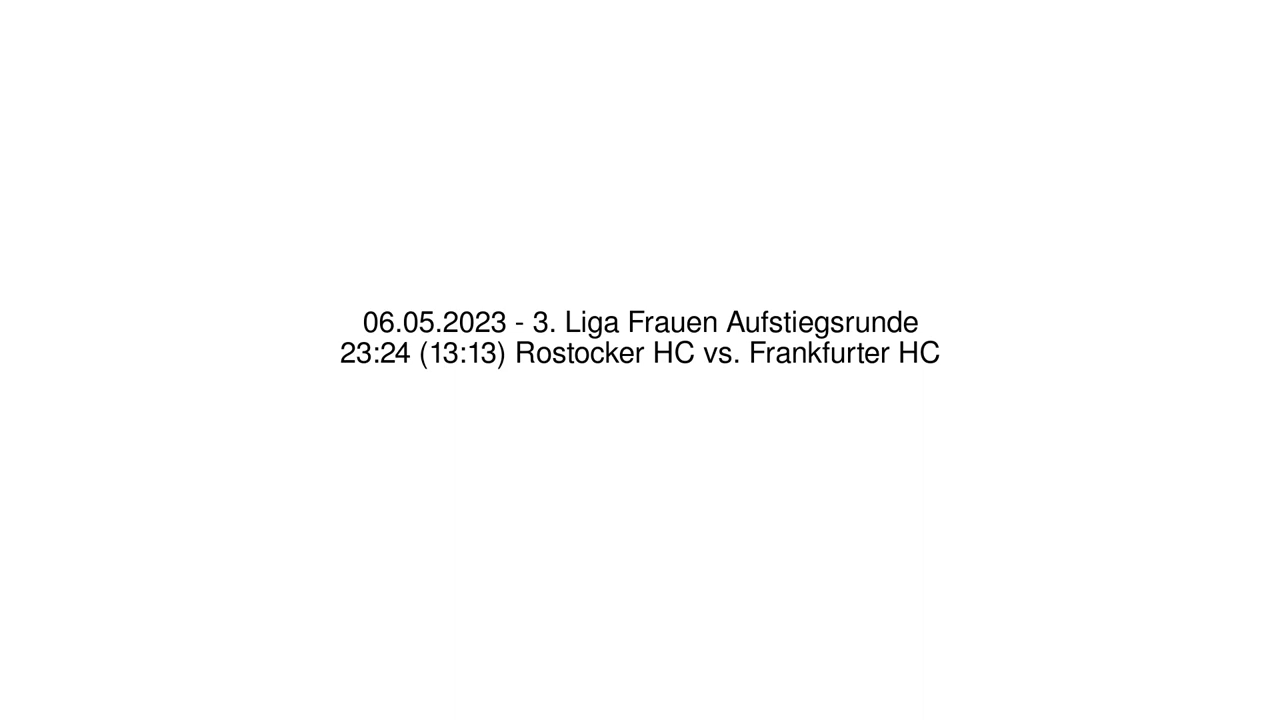 06.05.2023 - 3. Liga Frauen Aufstiegsrunde
23:24 (13:13) Rostocker HC vs. Frankfurter HC